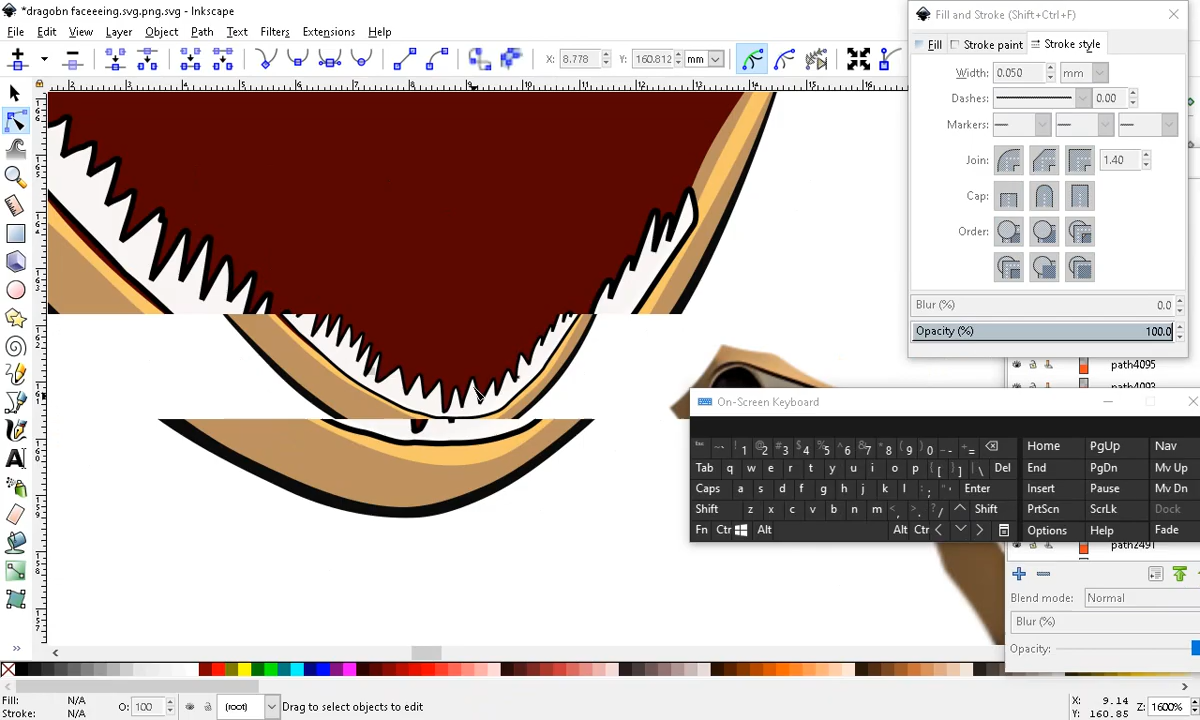 *dragobn faceeeing.svg.png.svg - Inkscape
File Edit View Layer Object Path Text Filters Extensions Help
X: 8.778 Y: 160.812 mm
Fill and Stroke (Shift+Ctrl+F)
Fill Stroke paint Stroke style
Width: 0.050 mm
Dashes: 0.00
Markers:
Join: 1.40
Cap:
Order:
Blur (%) 0.0
Opacity (%) 100.0
path4095
path4093
On-Screen Keyboard
Esc ~` !1 @2 #3 $4 %5 ^6 &7 *8 (9 )0 _- += Home PgUp Nav
Tab q w e r t y u i o p {[ }] |\ Del End PgDn Mv Up
Caps a s d f g h j k l :; "' Enter Insert Pause Mv Dn
Shift z x c v b n m <, >. ?/ Shift PrtScn ScrLk Dock
Fn Ctr Alt Alt Ctr Options Help Fade
path2491
Blend mode: Normal
Blur (%)
Opacity:
Fill: N/A
Stroke: N/A
O: 100 (root) Drag to select objects to edit
X: 9.14
Y: 160.85
Z: 1600%